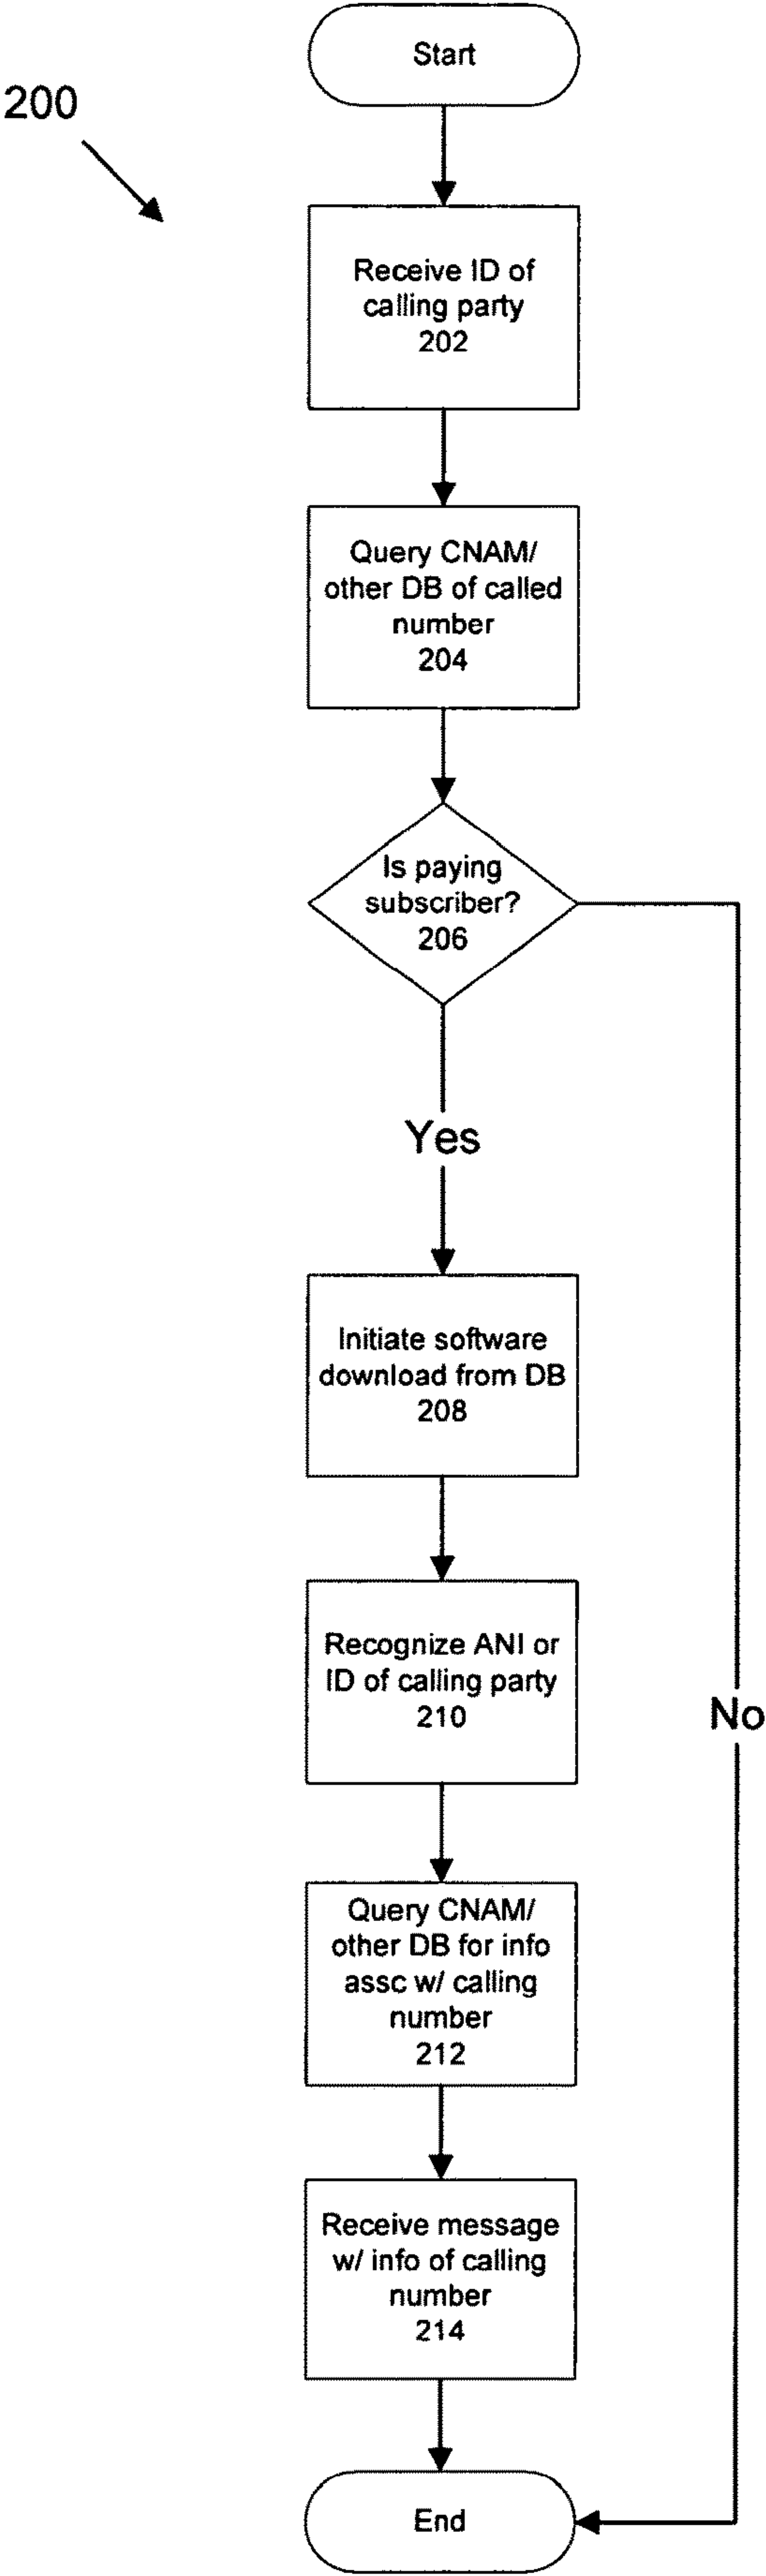 Start
200
Receive ID of
calling party
202
Query CNAM/
other DB of called
number
204
Is paying
subscriber?
206
Yes
Initiate software
download from DB
208
Recognize ANI or
ID of calling party
210
No
Query CNAM/
other DB for info
assc w/ calling
number
212
Receive message
w/ info of calling
number
214
End